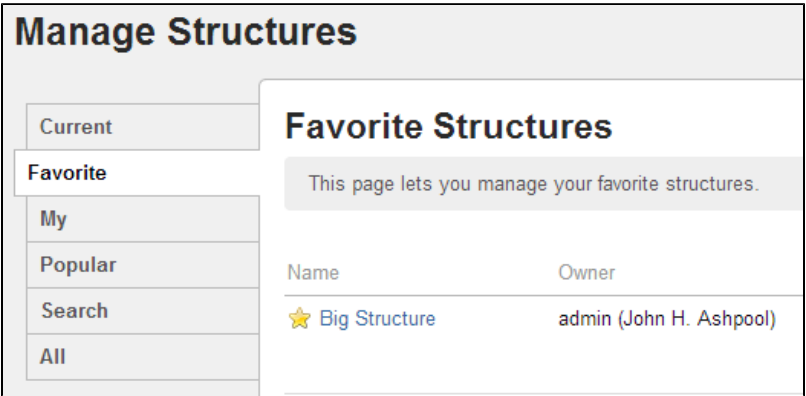 Manage Structures
Current
Favorite
My
Popular
Search
All
Favorite Structures
This page lets you manage your favorite structures.
Name Owner
Big Structure admin (John H. Ashpool)